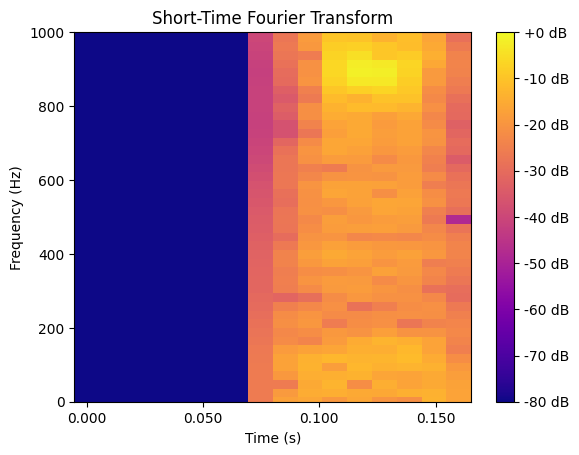 Short-Time Fourier Transform
1000
800
600
400
200
0
Frequency (Hz)
0.000
0.050
0.100
0.150
Time (s)
+0 dB
-10 dB
-20 dB
-30 dB
-40 dB
-50 dB
-60 dB
-70 dB
-80 dB